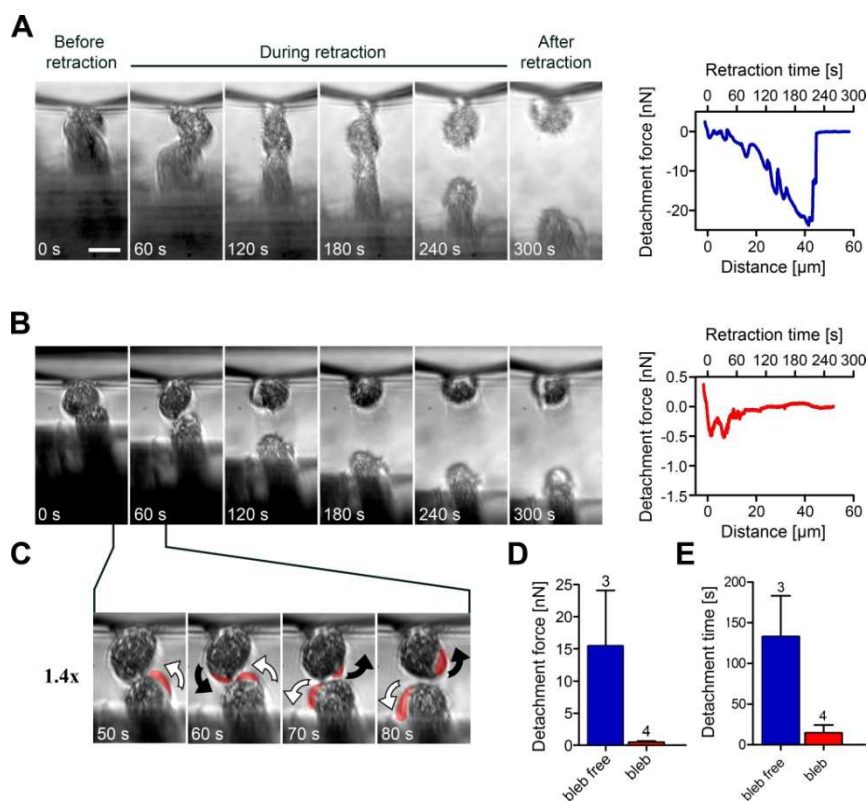 A
Before
retraction
During retraction
After
retraction
0 s
60 s
120 s
180 s
240 s
300 s
Retraction time [s]
0 60 120 180 240 300
Detachment force [nN]
0
-10
-20
0 20 40 60
Distance [µm]
B
0 s
60 s
120 s
180 s
240 s
300 s
Retraction time [s]
0 60 120 180 240 300
Detachment force [nN]
0.5
0.0
-0.5
-1.0
-1.5
0 20 40 60
Distance [µm]
C
1.4x
50 s
60 s
70 s
80 s
D
Detachment force [nN]
25
20
15
10
5
0
3
4
bleb free
bleb
E
Detachment time [s]
200
150
100
50
0
3
4
bleb free
bleb